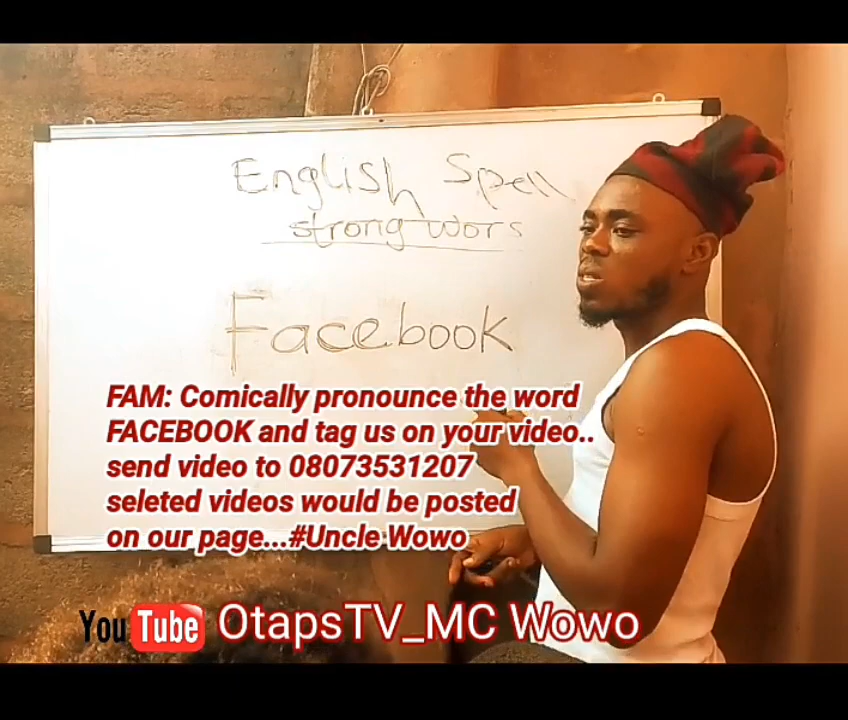 English Spell
strong wors
Facebook
FAM: Comically pronounce the word
FACEBOOK and tag us on your video..
send video to 08073531207
seleted videos would be posted
on our page...#Uncle Wowo
YouTube OtapsTV_MC Wowo